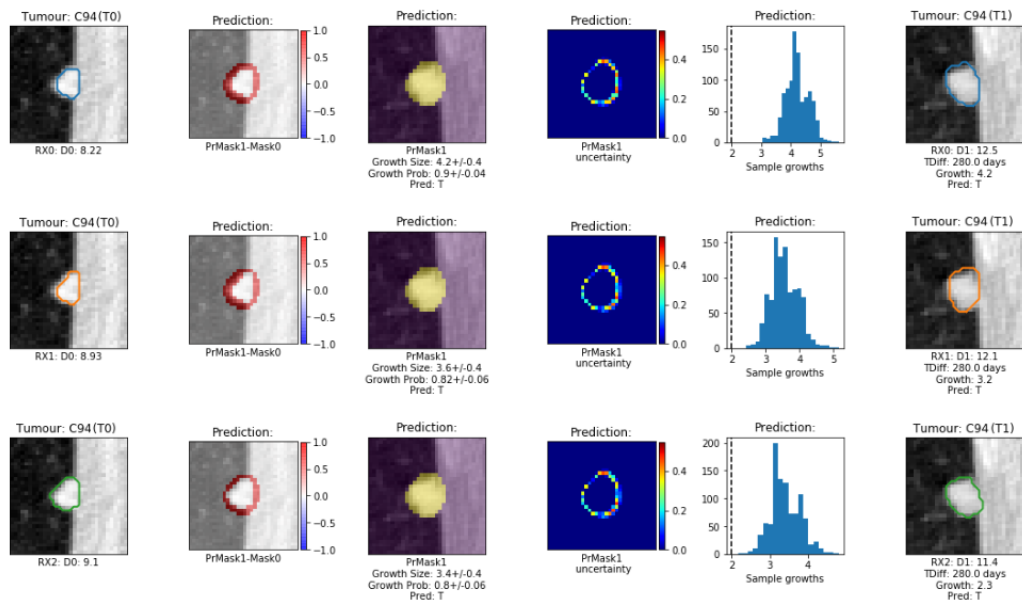 Tumour: C94(T0)
Prediction:
Prediction:
Prediction:
Prediction:
Tumour: C94(T1)
1.0
0.5
0.0
−0.5
−1.0
0.4
0.2
0.0
150
100
50
0
2 3 4 5
RX0: D0: 8.22
PrMask1-Mask0
PrMask1
Growth Size: 4.2+/-0.4
Growth Prob: 0.9+/-0.04
Pred: T
PrMask1
uncertainty
Sample growths
RX0: D1: 12.5
TDiff: 280.0 days
Growth: 4.2
Pred: T
Tumour: C94(T0)
Prediction:
Prediction:
Prediction:
Prediction:
Tumour: C94(T1)
1.0
0.5
0.0
−0.5
−1.0
0.4
0.2
0.0
150
100
50
0
2 3 4 5
RX1: D0: 8.93
PrMask1-Mask0
PrMask1
Growth Size: 3.6+/-0.4
Growth Prob: 0.82+/-0.06
Pred: T
PrMask1
uncertainty
Sample growths
RX1: D1: 12.1
TDiff: 280.0 days
Growth: 3.2
Pred: T
Tumour: C94(T0)
Prediction:
Prediction:
Prediction:
Prediction:
Tumour: C94(T1)
1.0
0.5
0.0
−0.5
−1.0
0.4
0.2
0.0
200
150
100
50
0
2 3 4
RX2: D0: 9.1
PrMask1-Mask0
PrMask1
Growth Size: 3.4+/-0.4
Growth Prob: 0.8+/-0.06
Pred: T
PrMask1
uncertainty
Sample growths
RX2: D1: 11.4
TDiff: 280.0 days
Growth: 2.3
Pred: T